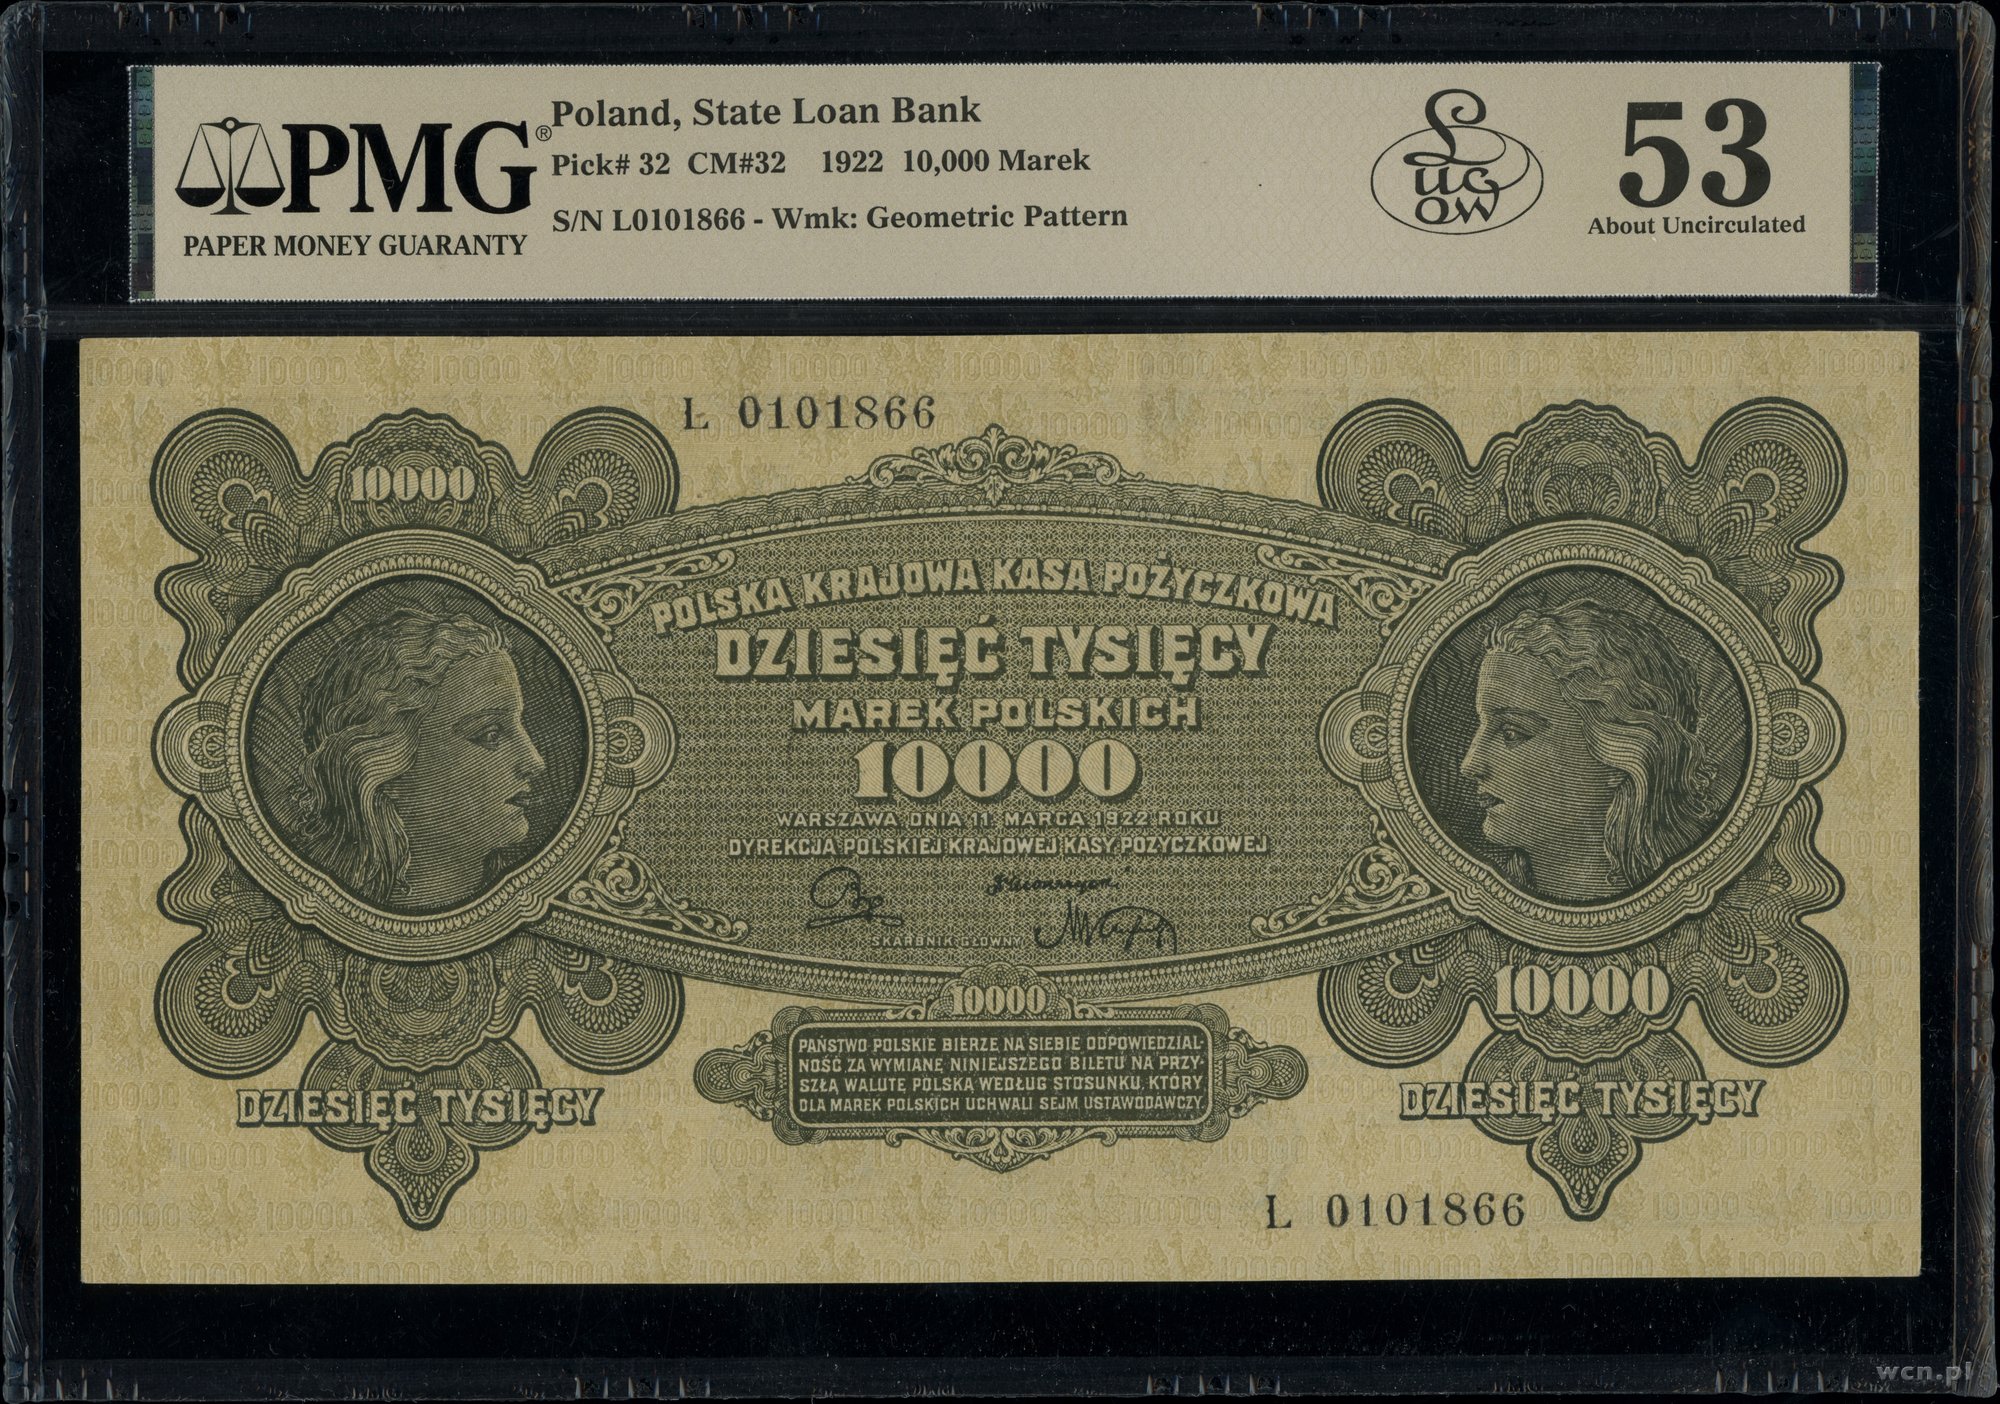 PMG®
PAPER MONEY GUARANTY
Poland, State Loan Bank
Pick# 32 CM#32 1922 10,000 Marek
S/N L0101866 - Wmk: Geometric Pattern
Lucow
53
About Uncirculated
L 0101866
10000
POLSKA KRAJOWA KASA POŻYCZKOWA
DZIESIĘĆ TYSIĘCY
MAREK POLSKICH
10000
WARSZAWA, DNIA 11. MARCA 1922 ROKU
DYREKCJA POLSKIEJ KRAJOWEJ KASY POŻYCZKOWEJ
SKARBNIK GŁÓWNY
10000
10000
PAŃSTWO POLSKIE BIERZE NA SIEBIE ODPOWIEDZIAL-
NOŚĆ ZA WYMIANĘ NINIEJSZEGO BILETU NA PRZY-
SZŁĄ WALUTĘ POLSKĄ WEDŁUG STOSUNKU, KTÓRY
DLA MAREK POLSKICH UCHWALI SEJM USTAWODAWCZY.
DZIESIĘĆ TYSIĘCY
DZIESIĘĆ TYSIĘCY
L 0101866
wcn.pl